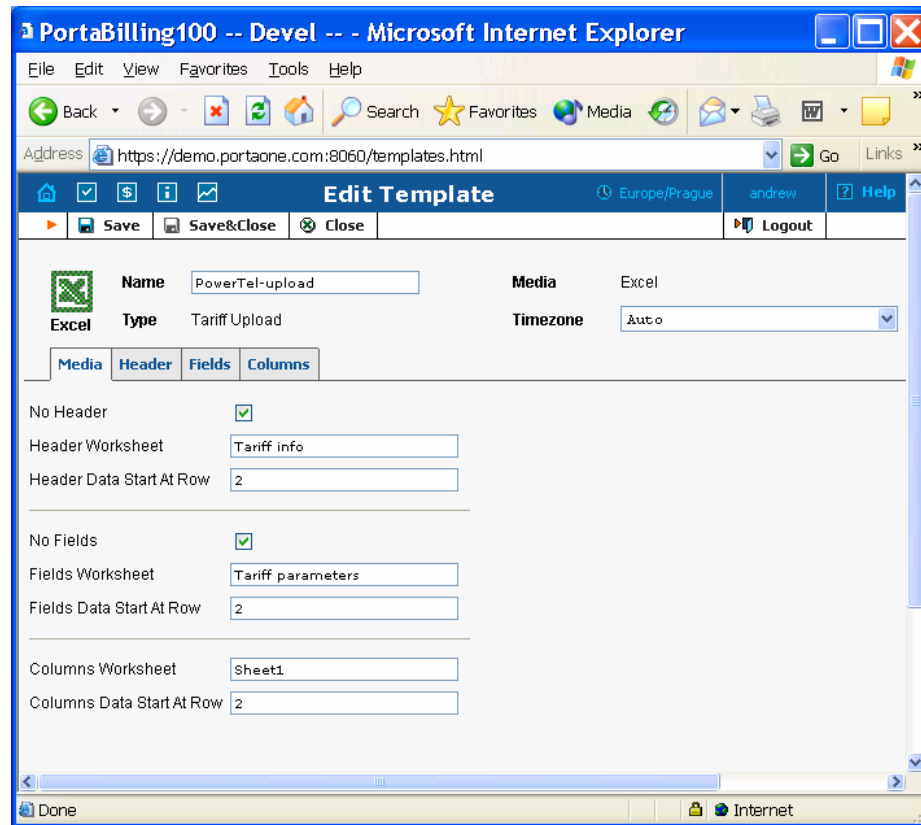 PortaBilling100 -- Devel -- - Microsoft Internet Explorer
File Edit View Favorites Tools Help
Back Search Favorites Media
Address https://demo.portaone.com:8060/templates.html Go Links
Edit Template Europe/Prague andrew Help
Save Save&Close Close Logout
Name PowerTel-upload Media Excel
Excel Type Tariff Upload Timezone Auto
Media Header Fields Columns
No Header
Header Worksheet Tariff info
Header Data Start At Row 2
No Fields
Fields Worksheet Tariff parameters
Fields Data Start At Row 2
Columns Worksheet Sheet1
Columns Data Start At Row 2
Done Internet